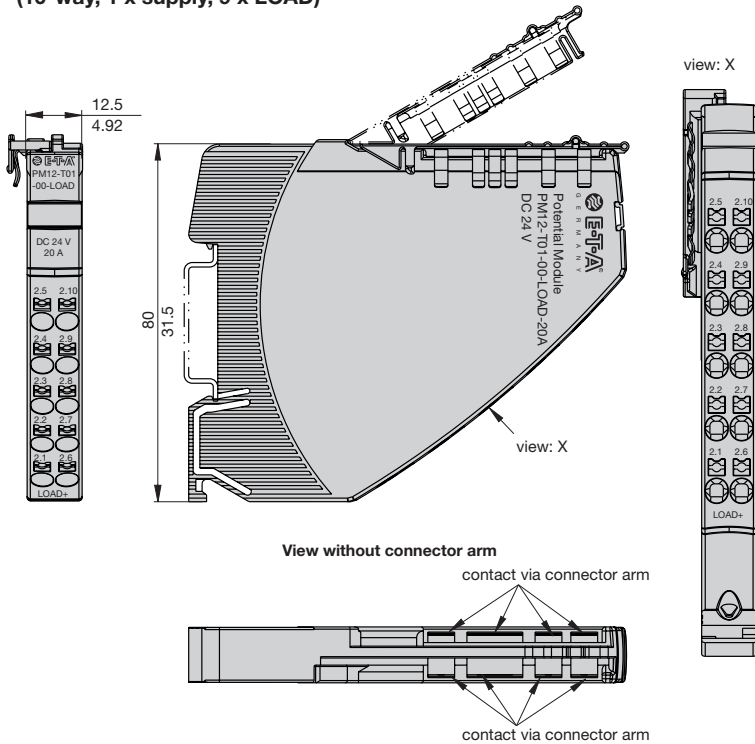 (10-way, 1 x supply, 9 x LOAD)
view: X
12.5
4.92
E-T-A
PM12-T01
-00-LOAD
DC 24 V
20 A
2.5 2.10
2.4 2.9
2.3 2.8
2.2 2.7
2.1 2.6
LOAD+
80
31.5
E-T-A®
GERMANY
Potential Module
PM12-T01-00-LOAD-20A
DC 24 V
view: X
2.5 2.10
2.4 2.9
2.3 2.8
2.2 2.7
2.1 2.6
LOAD+
View without connector arm
contact via connector arm
contact via connector arm